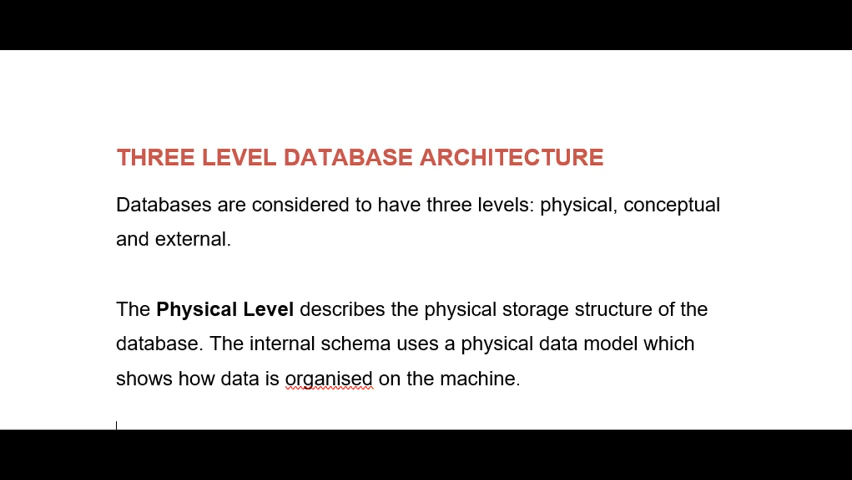 THREE LEVEL DATABASE ARCHITECTURE
Databases are considered to have three levels: physical, conceptual
and external.
The Physical Level describes the physical storage structure of the
database. The internal schema uses a physical data model which
shows how data is organised on the machine.